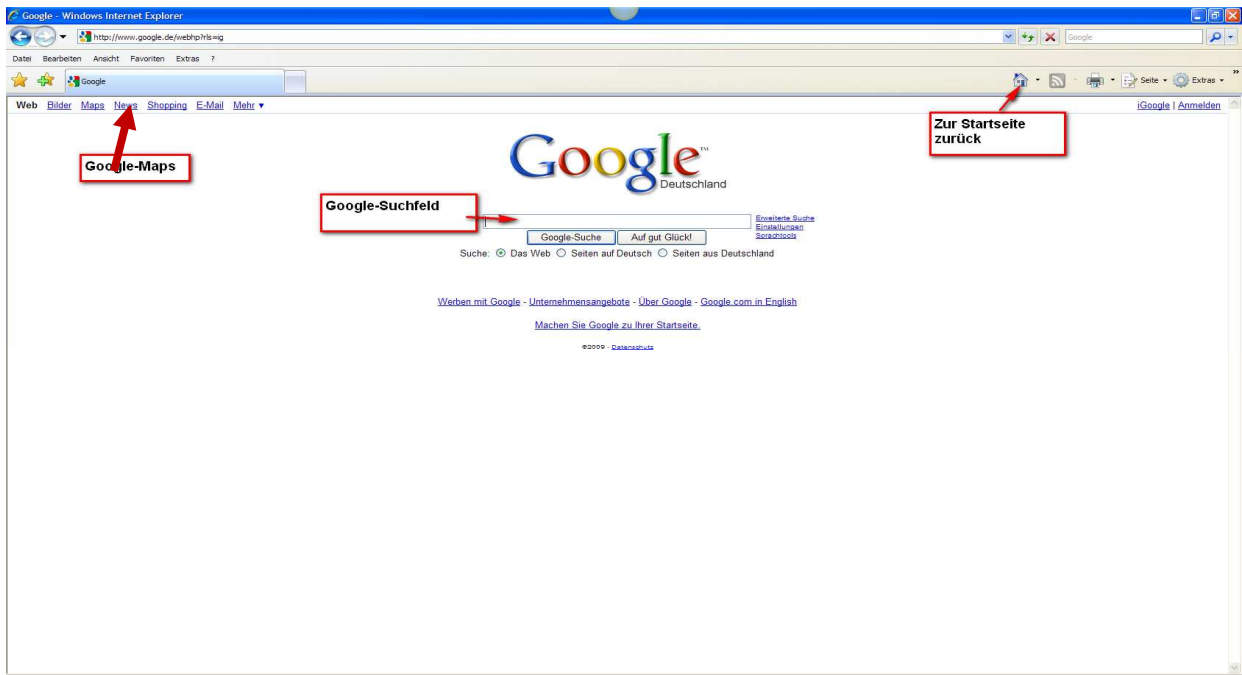 Google - Windows Internet Explorer
http://www.google.de/webhp?rls=ig
Google
Datei Bearbeiten Ansicht Favoriten Extras ?
Google
Seite
Extras
»
Web Bilder Maps News Shopping E-Mail Mehr ▼
iGoogle | Anmelden
Zur Startseite
zurück
Google-Maps
Google™
Deutschland
Google-Suchfeld
Erweiterte Suche
Einstellungen
Sprachtools
Google-Suche Auf gut Glück!
Suche: Das Web Seiten auf Deutsch Seiten aus Deutschland
Werben mit Google - Unternehmensangebote - Über Google - Google.com in English
Machen Sie Google zu Ihrer Startseite.
©2009 - Datenschutz